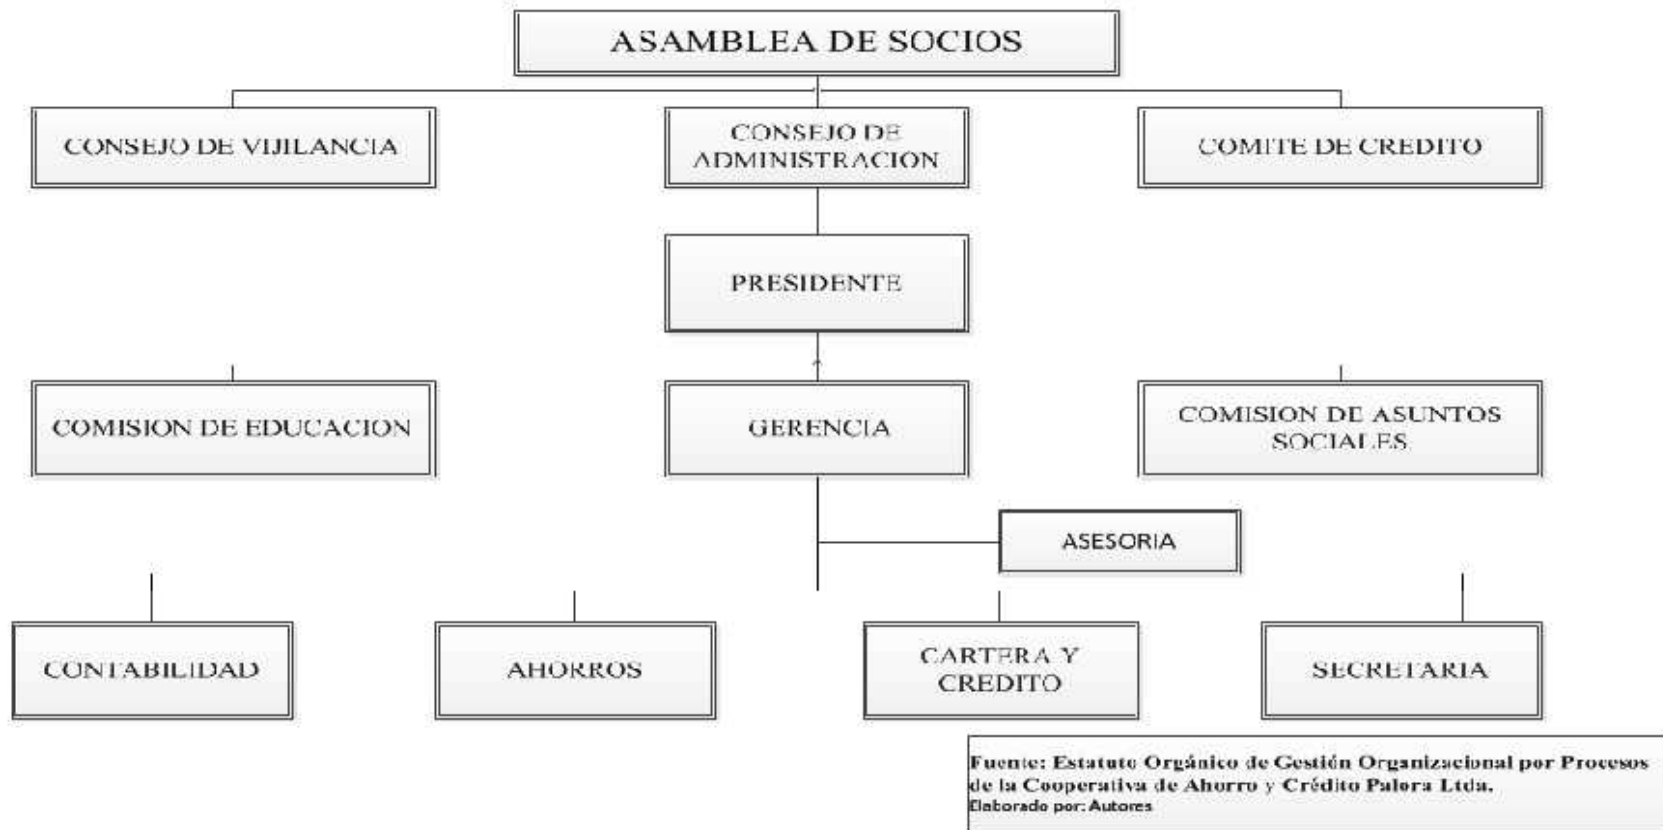 ASAMBLEA DE SOCIOS
CONSEJO DE VIJILANCIA
CONSEJO DE
ADMINISTRACION
COMITE DE CREDITO
PRESIDENTE
COMISION DE EDUCACION
GERENCIA
COMISION DE ASUNTOS
SOCIALES
ASESORIA
CONTABILIDAD
AHORROS
CARTERA Y
CREDITO
SECRETARIA
Fuente: Estatuto Orgánico de Gestión Organizacional por Procesos
de la Cooperativa de Ahorro y Crédito Palora Ltda.
Elaborado por: Autores